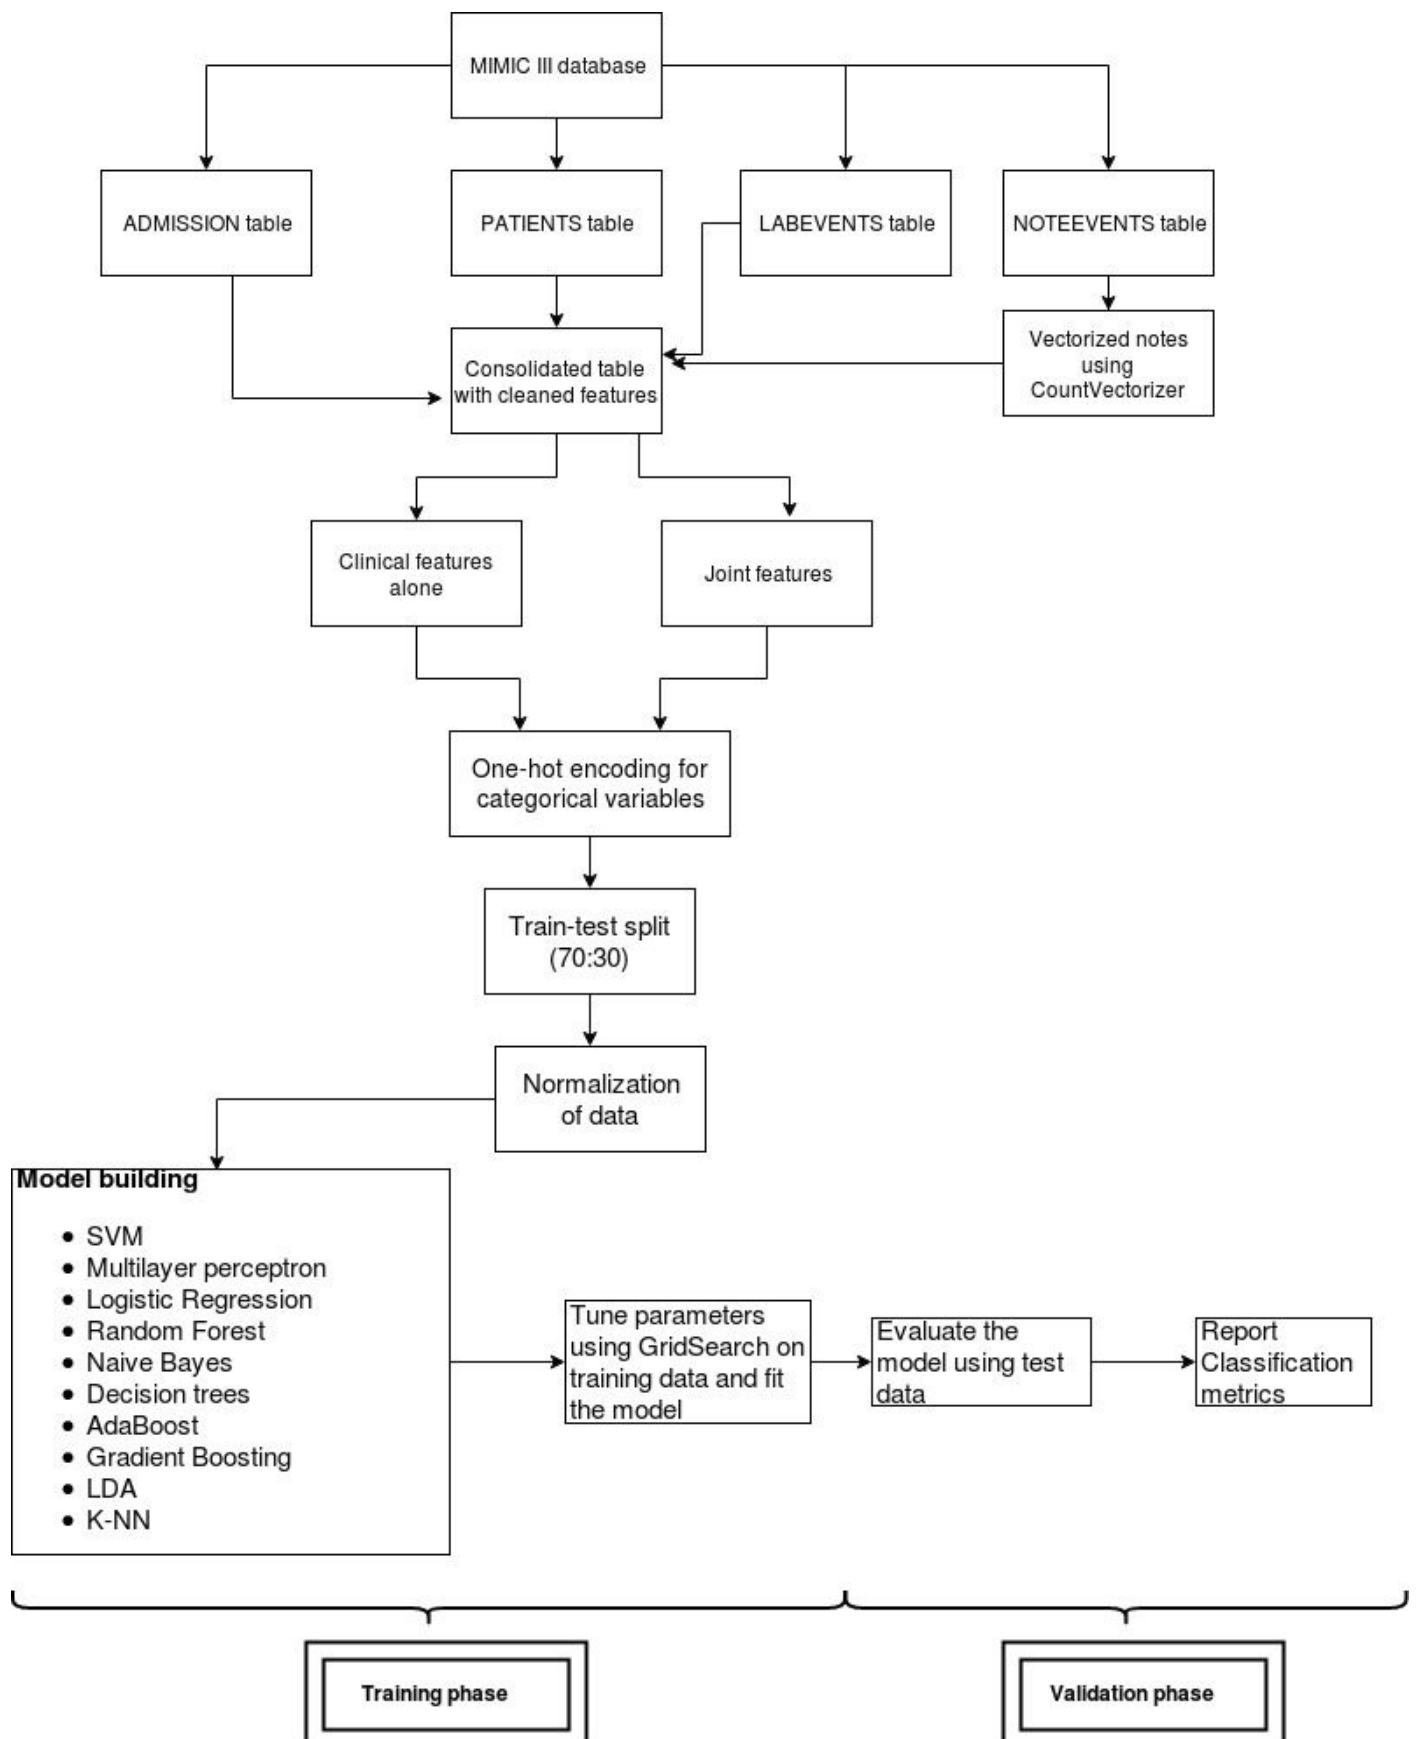 MIMIC III database
ADMISSION table
PATIENTS table
LABEVENTS table
NOTEEVENTS table
Consolidated table
with cleaned features
Vectorized notes
using
CountVectorizer
Clinical features
alone
Joint features
One-hot encoding for
categorical variables
Train-test split
(70:30)
Normalization
of data
Model building
• SVM
• Multilayer perceptron
• Logistic Regression
• Random Forest
• Naive Bayes
• Decision trees
• AdaBoost
• Gradient Boosting
• LDA
• K-NN
Tune parameters
using GridSearch on
training data and fit
the model
Evaluate the
model using test
data
Report
Classification
metrics
Training phase
Validation phase